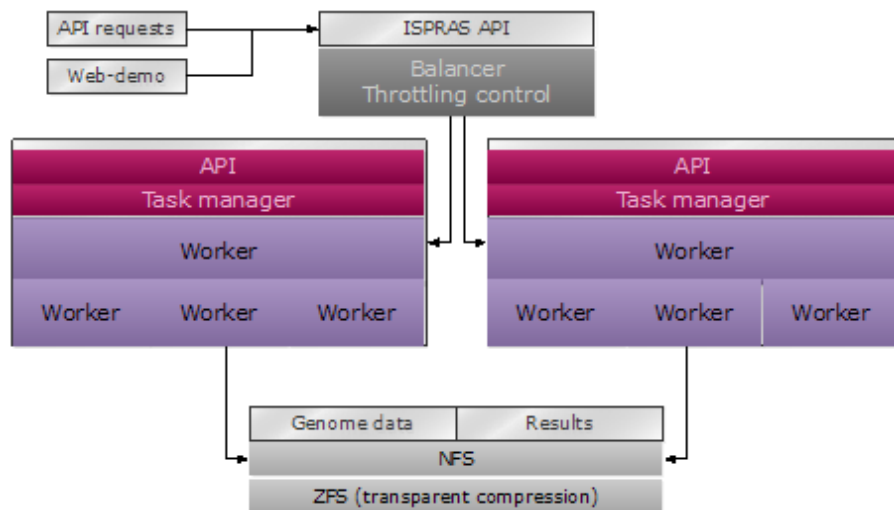 API requests
ISPRAS API
Web-demo
Balancer
Throttling control
API
Task manager
Worker
Worker Worker Worker
API
Task manager
Worker
Worker Worker Worker
Genome data Results
NFS
ZFS (transparent compression)